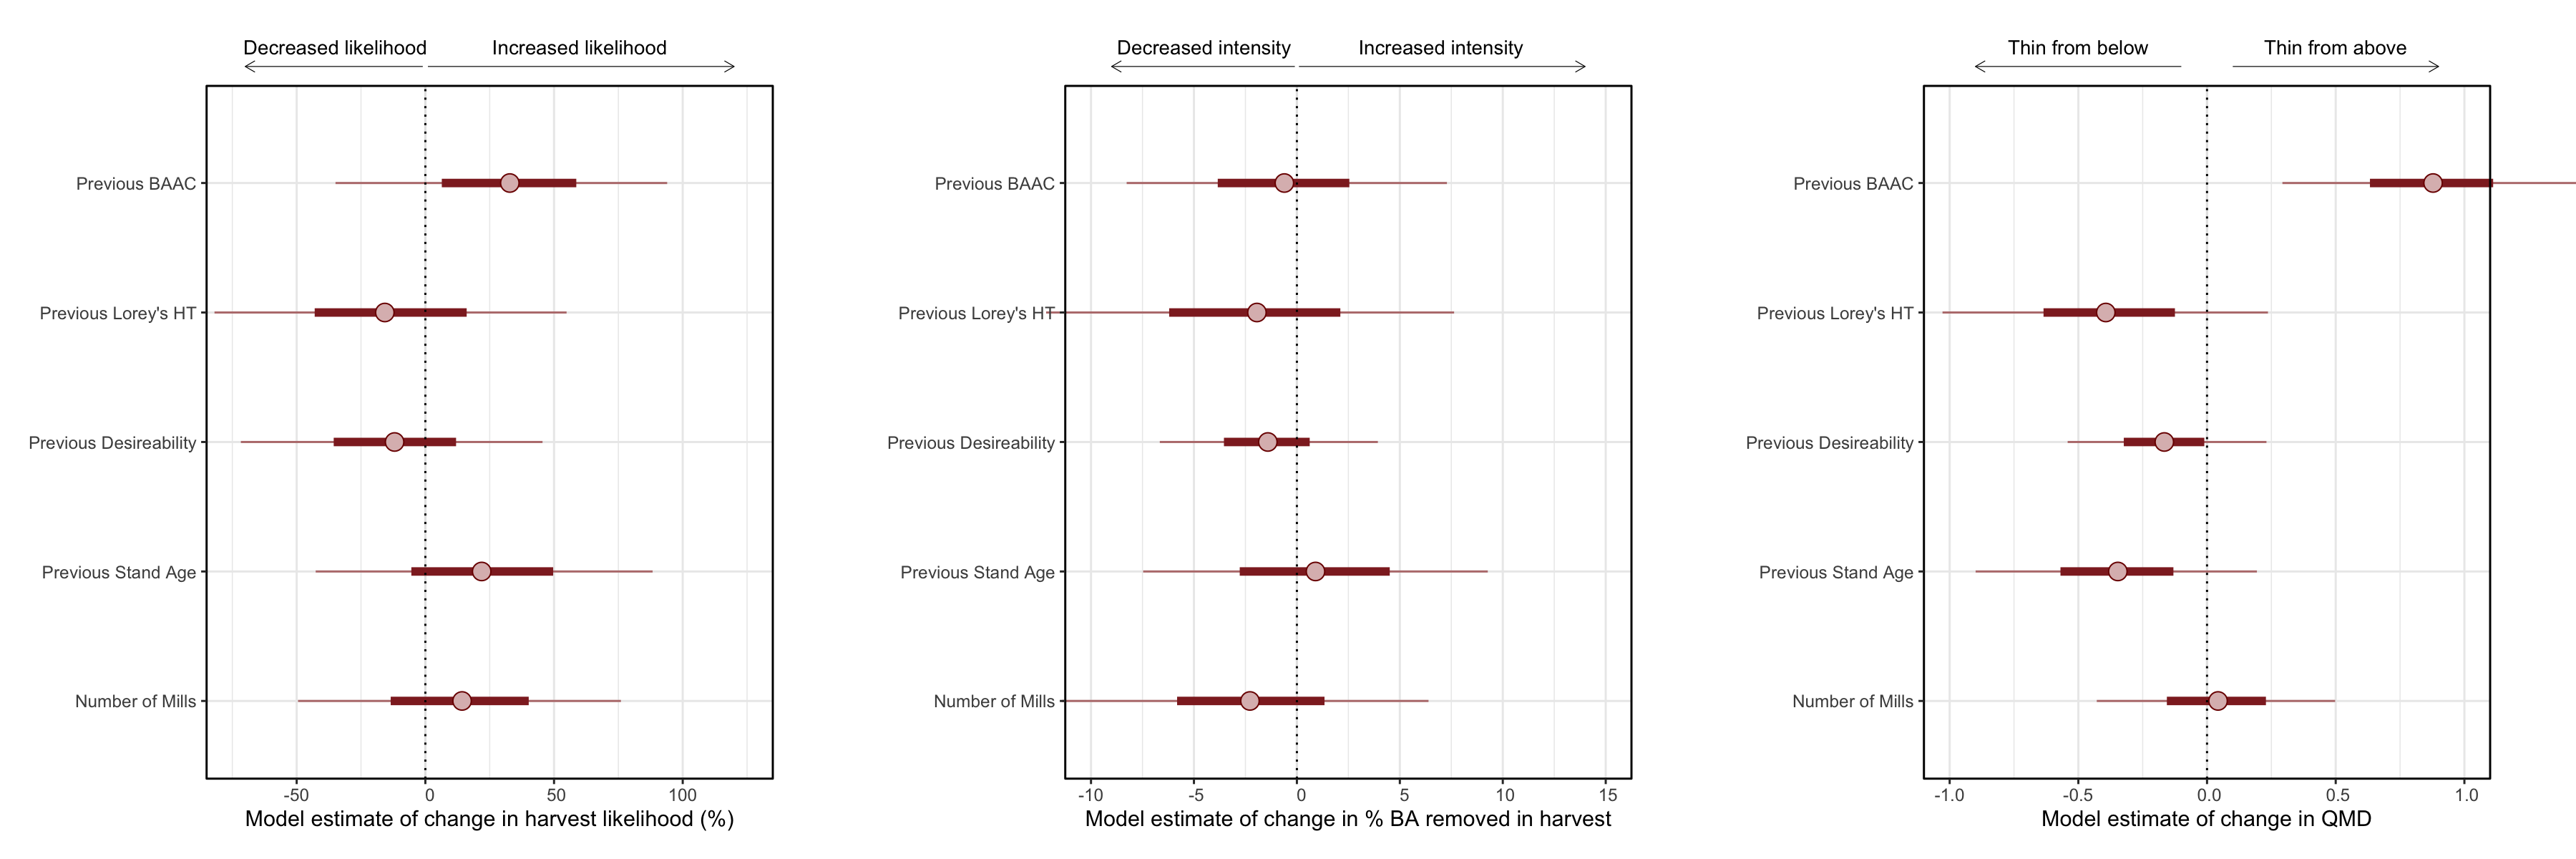 Decreased likelihood Increased likelihood
Previous BAAC
Previous Lorey's HT
Previous Desireability
Previous Stand Age
Number of Mills
-50 0 50 100
Model estimate of change in harvest likelihood (%)
Decreased intensity Increased intensity
Previous BAAC
Previous Lorey's HT
Previous Desireability
Previous Stand Age
Number of Mills
-10 -5 0 5 10 15
Model estimate of change in % BA removed in harvest
Thin from below Thin from above
Previous BAAC
Previous Lorey's HT
Previous Desireability
Previous Stand Age
Number of Mills
-1.0 -0.5 0.0 0.5 1.0
Model estimate of change in QMD